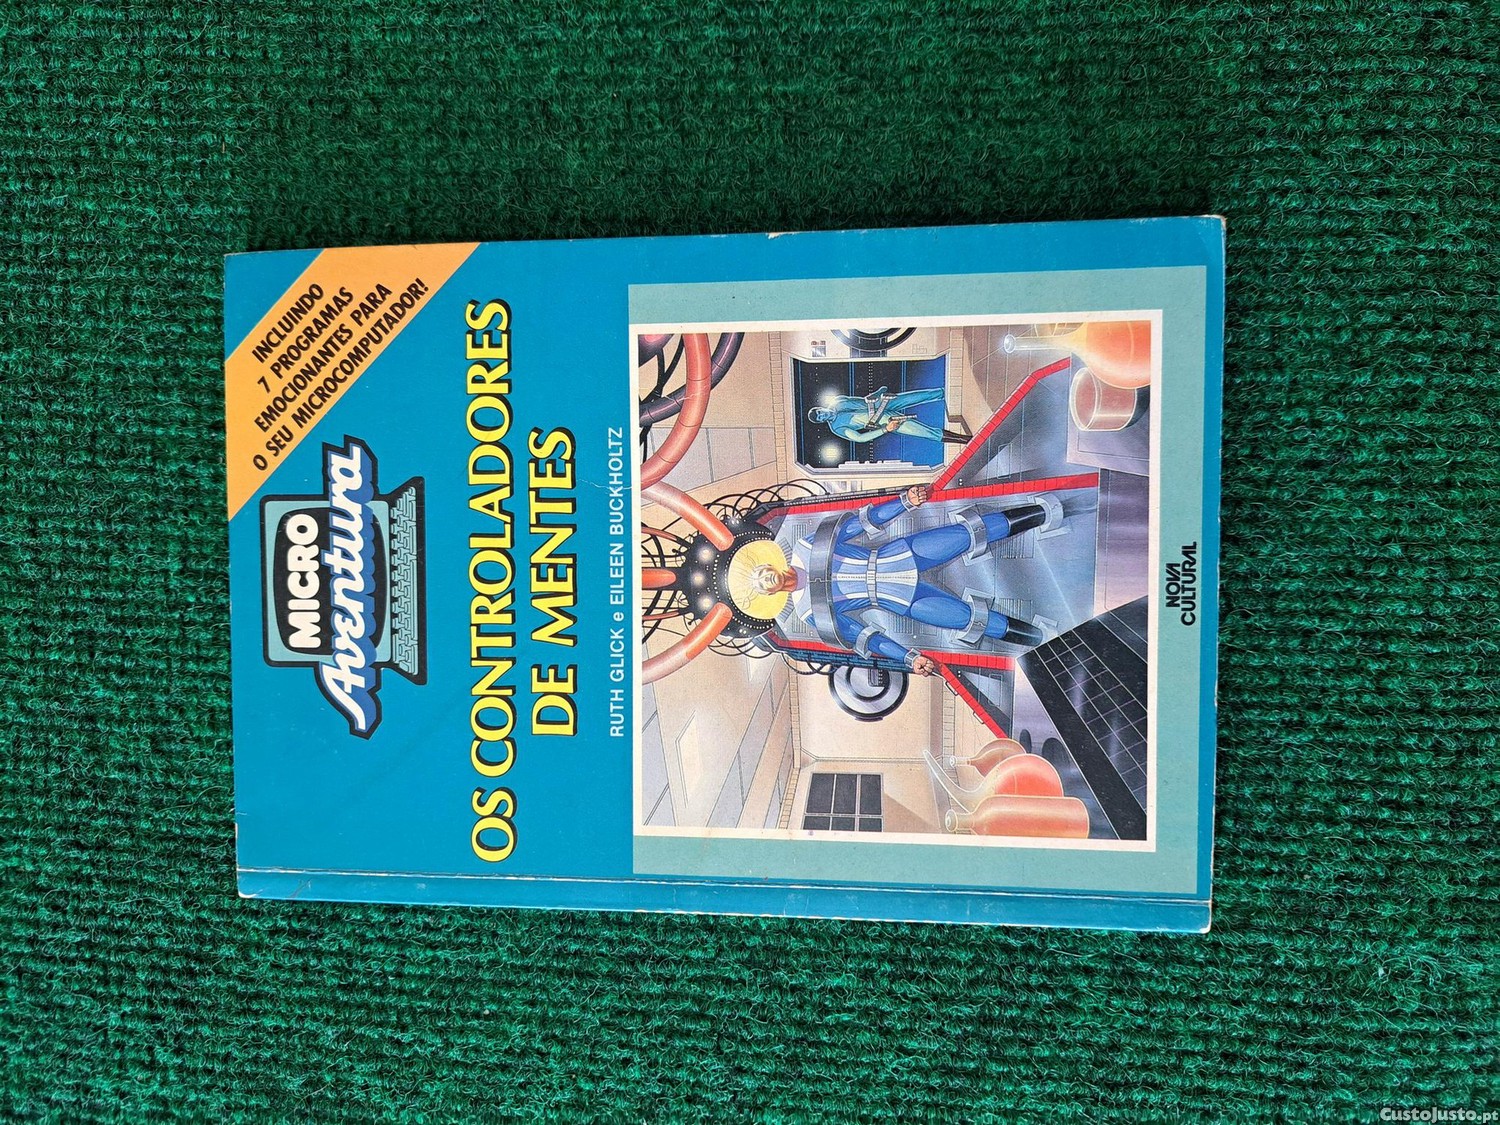 INCLUINDO
7 PROGRAMAS
EMOCIONANTES PARA
O SEU MICROCOMPUTADOR!
MICRO
Aventura
OS CONTROLADORES
DE MENTES
RUTH GLICK e EILEEN BUCKHOLTZ
NOVA
CULTURAL
CustoJusto.pt